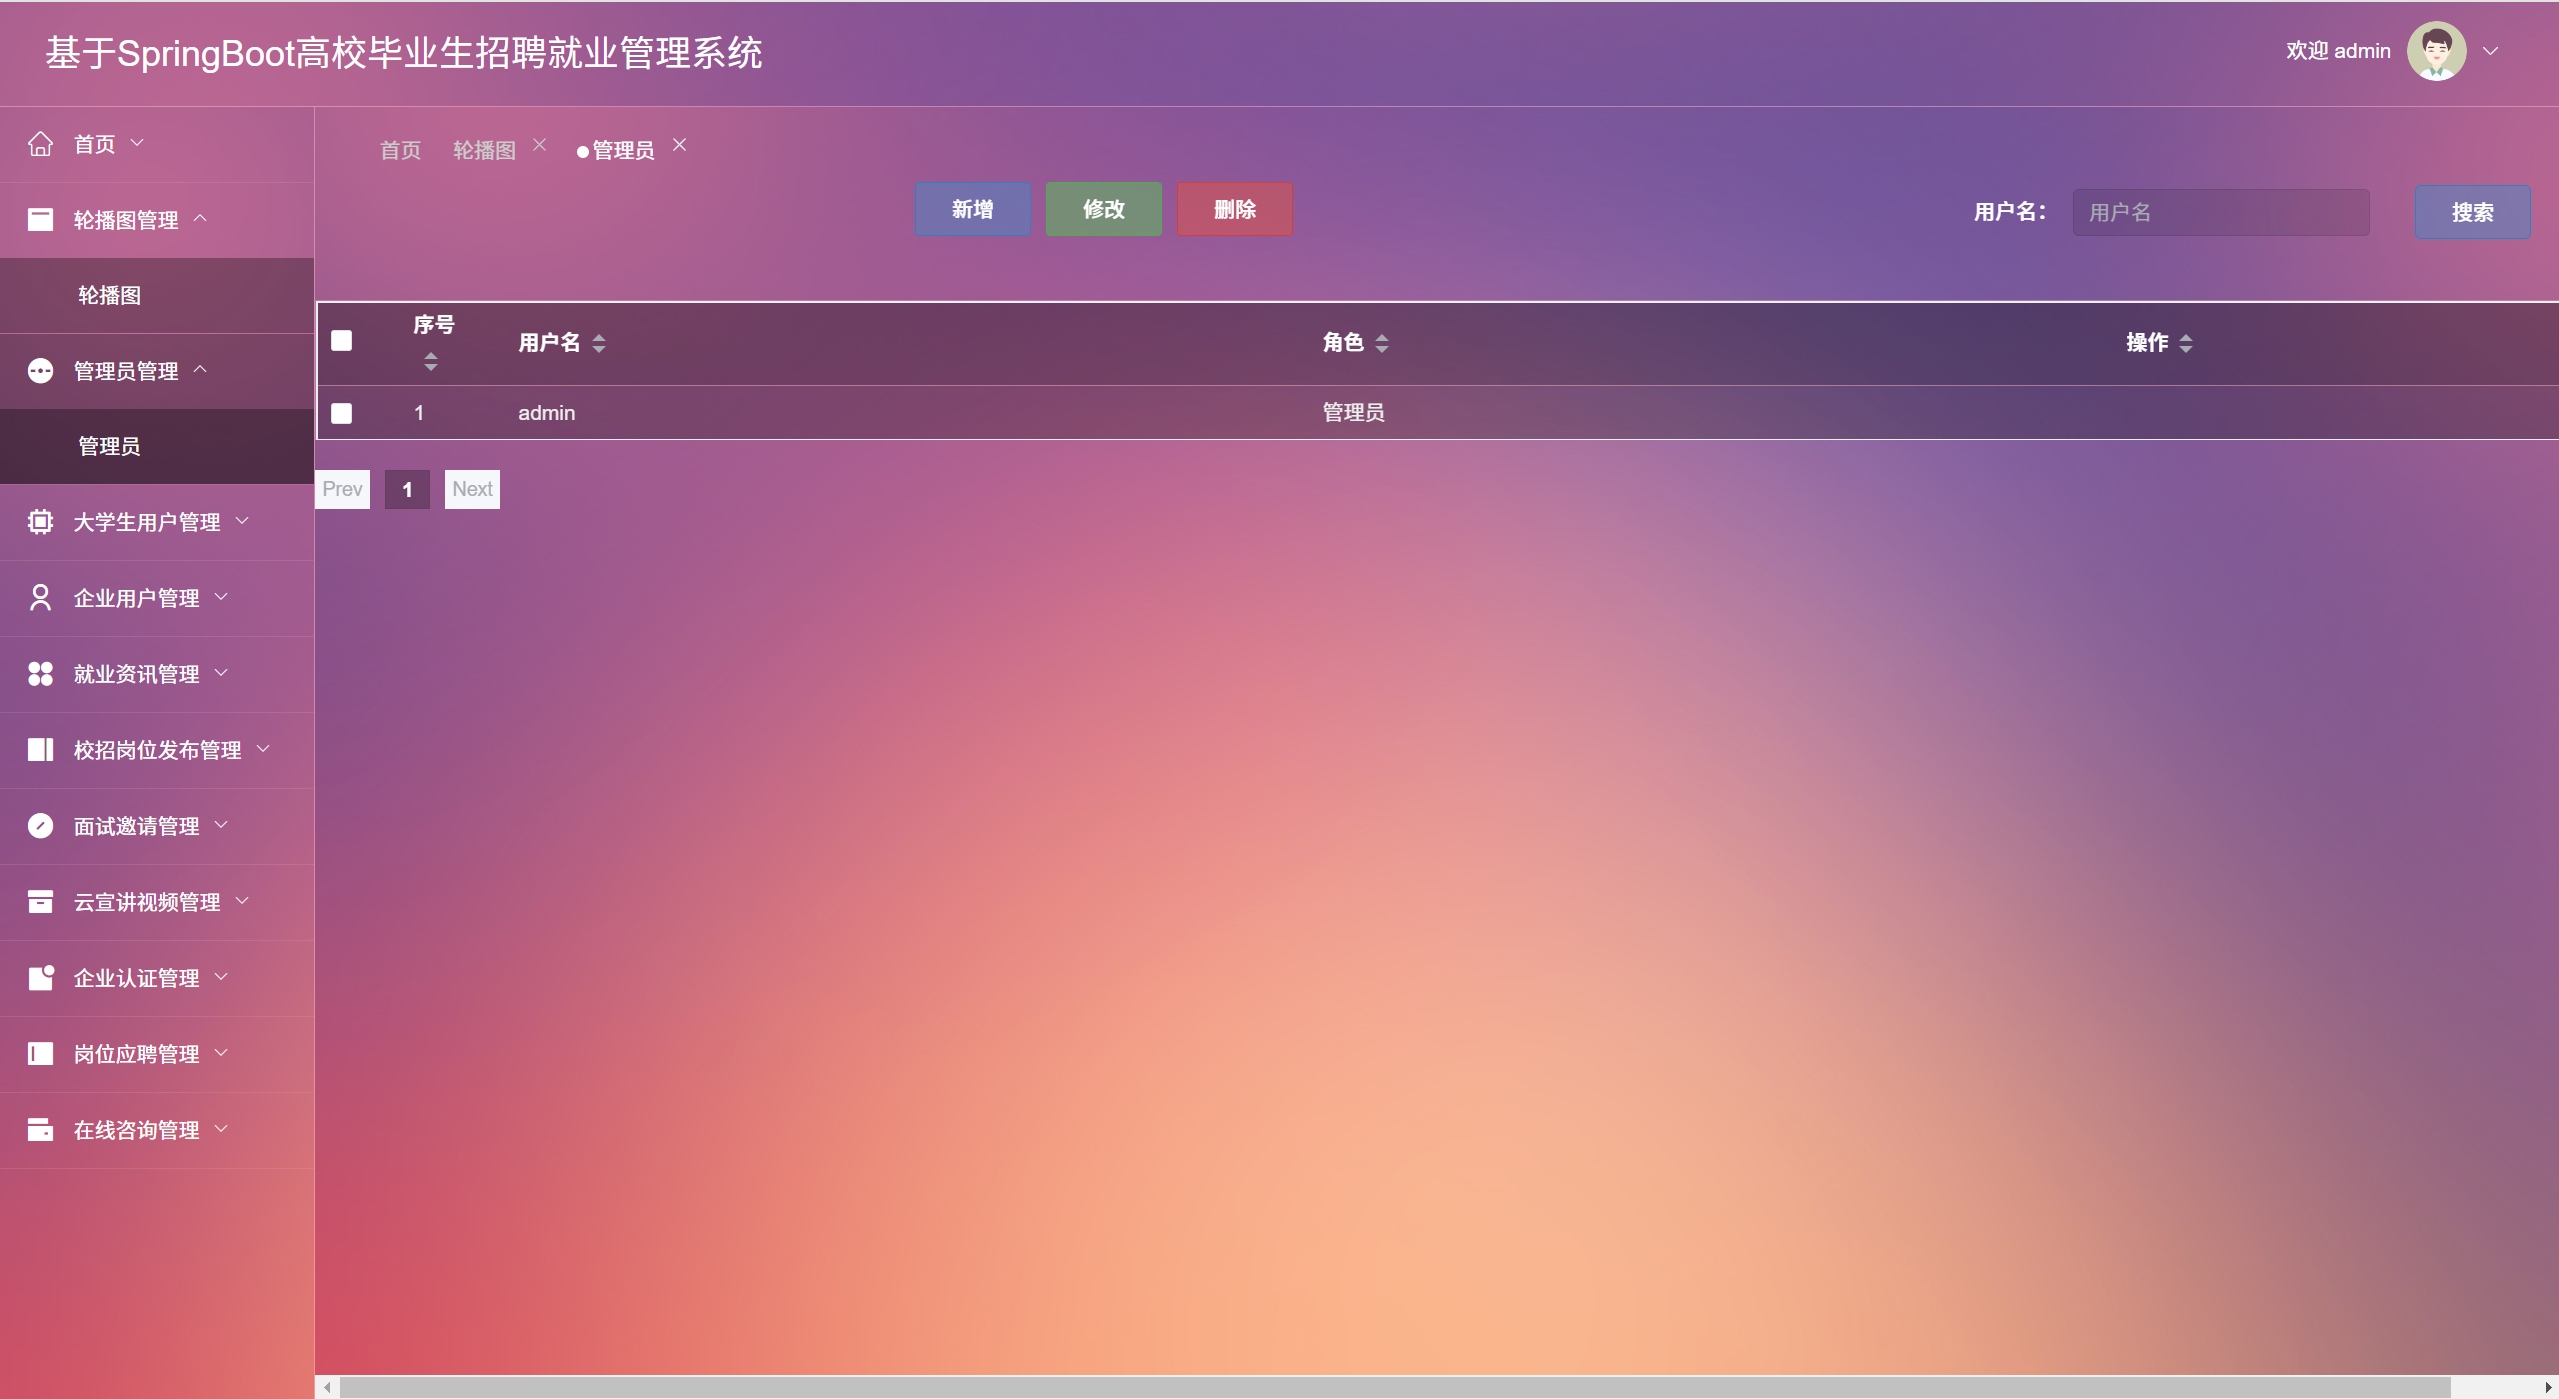 基于SpringBoot高校毕业生招聘就业管理系统
欢迎 admin
首页
轮播图管理
轮播图
管理员管理
管理员
大学生用户管理
企业用户管理
就业资讯管理
校招岗位发布管理
面试邀请管理
云宣讲视频管理
企业认证管理
岗位应聘管理
在线咨询管理
首页 轮播图 管理员
新增 修改 删除
用户名： 用户名 搜索
序号 用户名 角色 操作
1 admin 管理员
Prev 1 Next